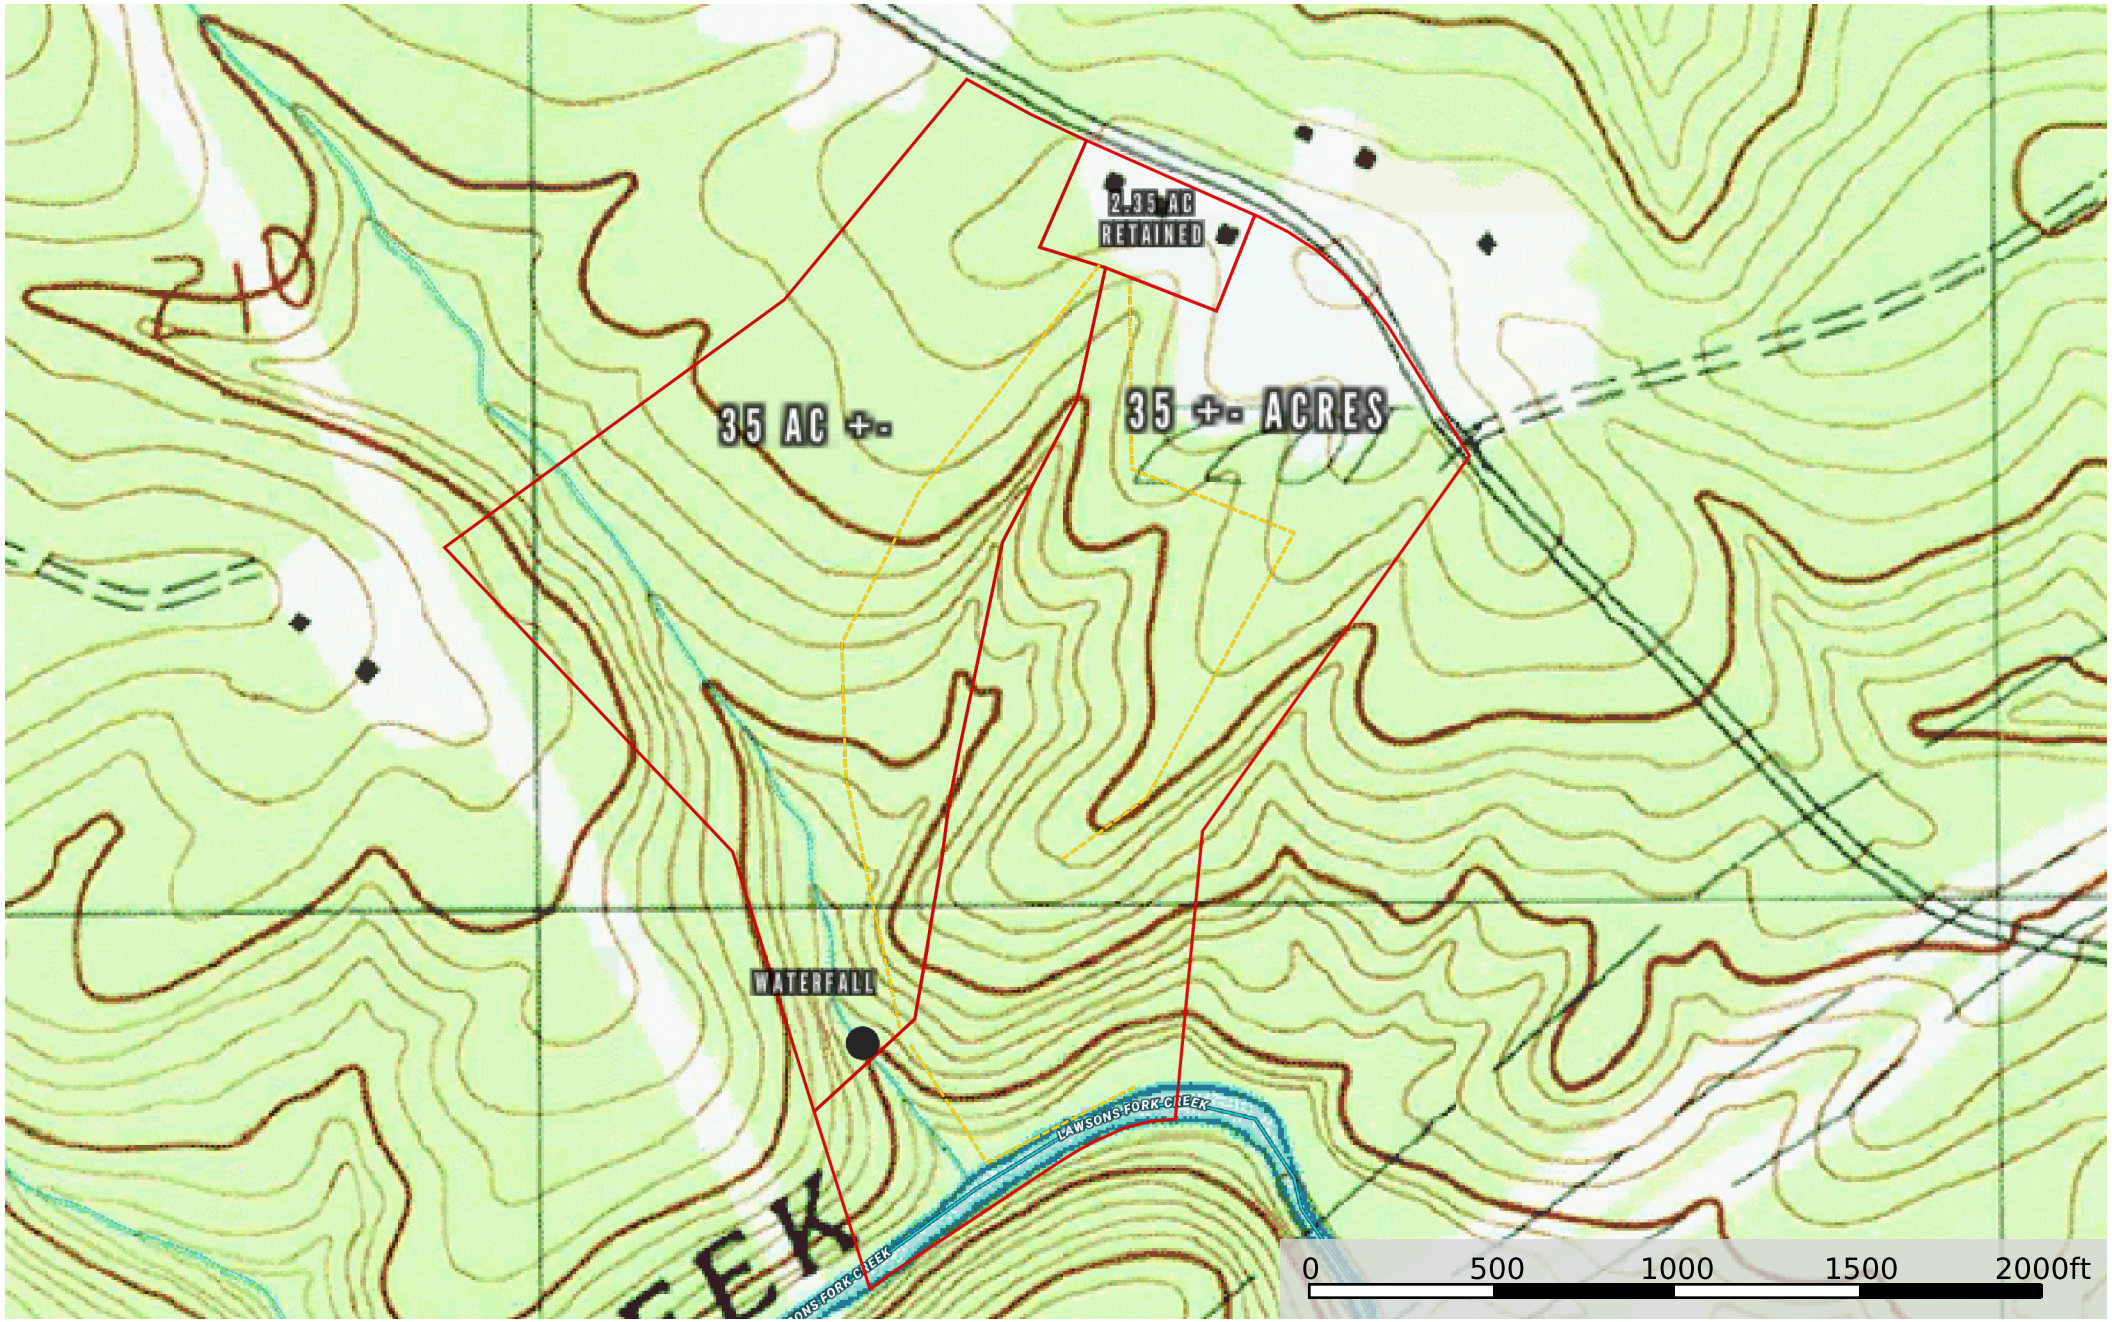 2.35 AC
RETAINED
710
35 AC +-
35 +- ACRES
WATERFALL
LAWSONS FORK CREEK
EEK
ONS FORK CREEK
0 500 1000 1500 2000ft